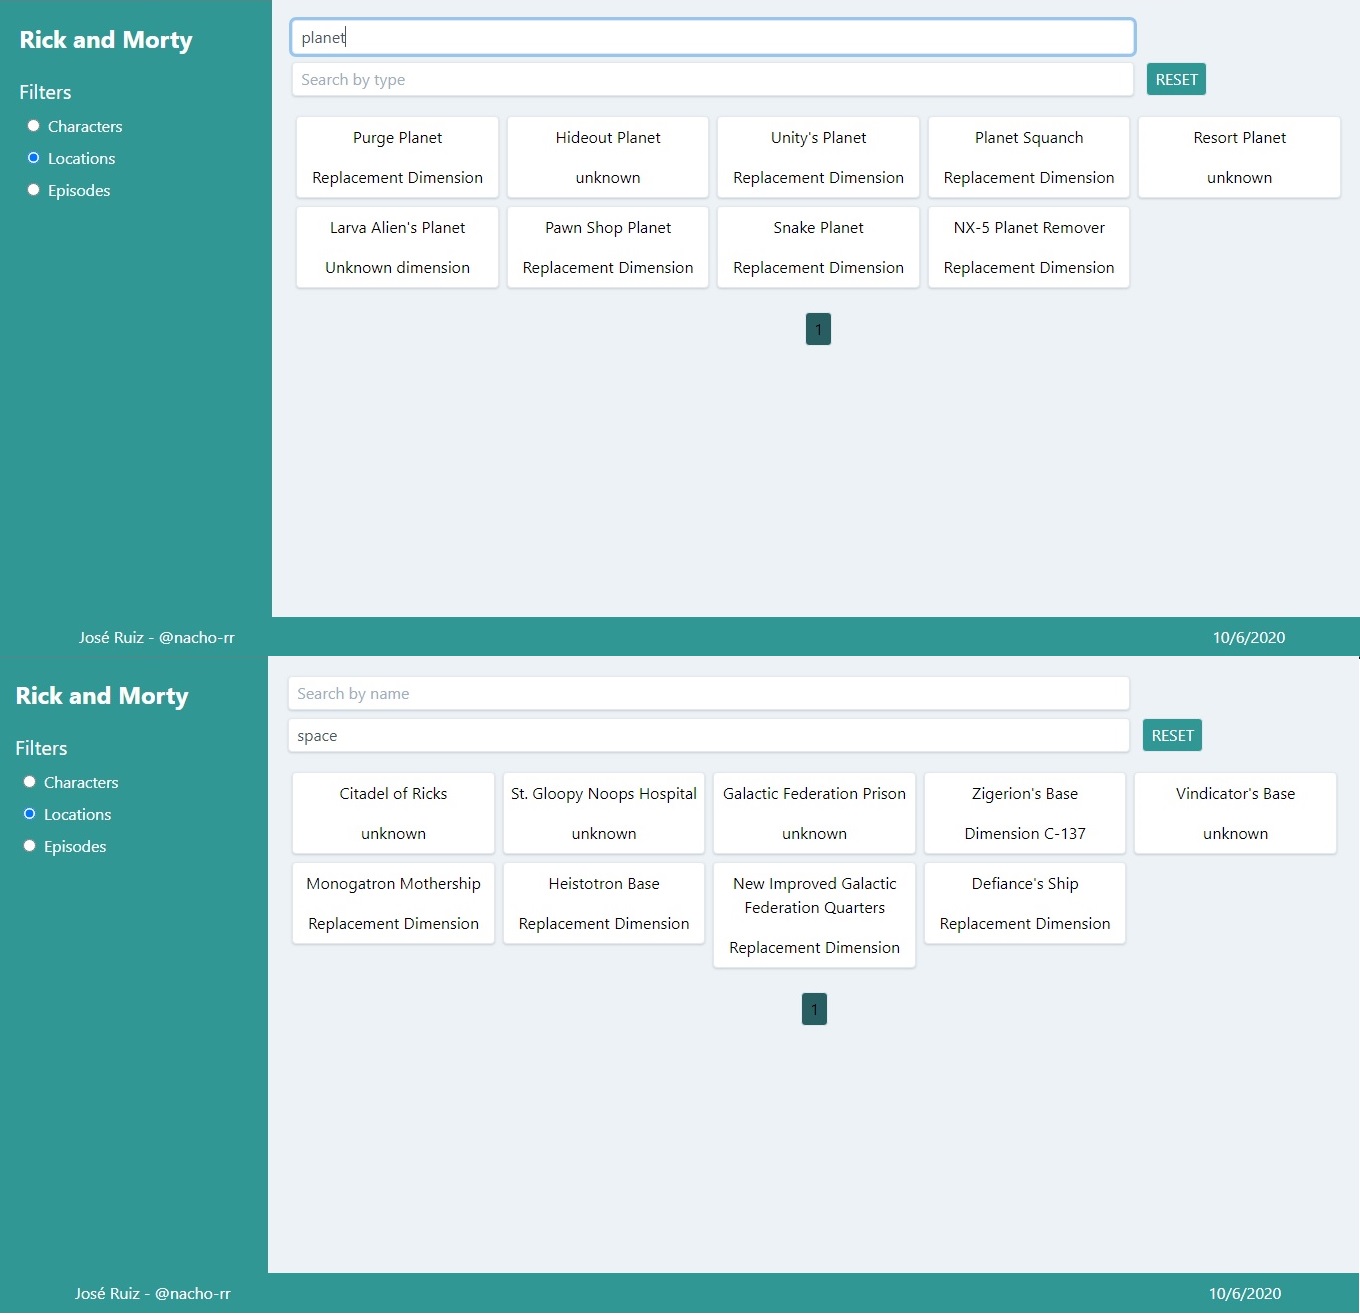 Rick and Morty
Filters
Characters
Locations
Episodes
planet
Search by type
RESET
Purge Planet
Replacement Dimension
Hideout Planet
unknown
Unity's Planet
Replacement Dimension
Planet Squanch
Replacement Dimension
Resort Planet
unknown
Larva Alien's Planet
Unknown dimension
Pawn Shop Planet
Replacement Dimension
Snake Planet
Replacement Dimension
NX-5 Planet Remover
Replacement Dimension
1
José Ruiz - @nacho-rr
10/6/2020
Rick and Morty
Filters
Characters
Locations
Episodes
Search by name
space
RESET
Citadel of Ricks
unknown
St. Gloopy Noops Hospital
unknown
Galactic Federation Prison
unknown
Zigerion's Base
Dimension C-137
Vindicator's Base
unknown
Monogatron Mothership
Replacement Dimension
Heistotron Base
Replacement Dimension
New Improved Galactic
Federation Quarters
Replacement Dimension
Defiance's Ship
Replacement Dimension
1
José Ruiz - @nacho-rr
10/6/2020